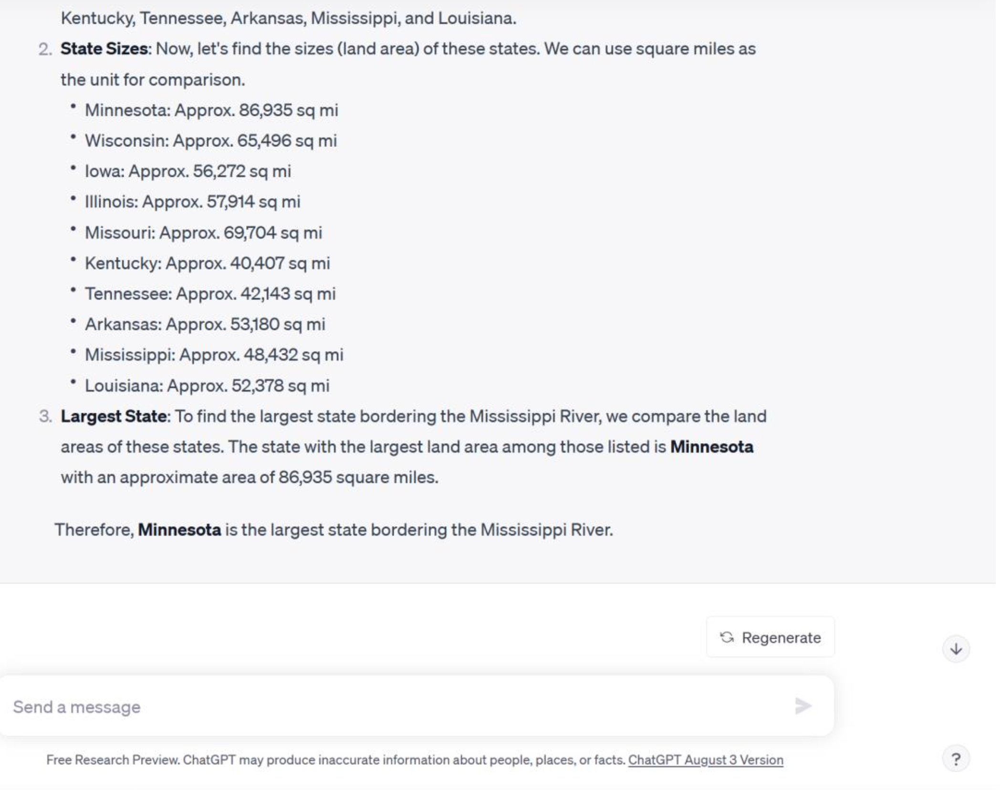 Kentucky, Tennessee, Arkansas, Mississippi, and Louisiana.
2. State Sizes: Now, let's find the sizes (land area) of these states. We can use square miles as
the unit for comparison.
• Minnesota: Approx. 86,935 sq mi
• Wisconsin: Approx. 65,496 sq mi
• Iowa: Approx. 56,272 sq mi
• Illinois: Approx. 57,914 sq mi
• Missouri: Approx. 69,704 sq mi
• Kentucky: Approx. 40,407 sq mi
• Tennessee: Approx. 42,143 sq mi
• Arkansas: Approx. 53,180 sq mi
• Mississippi: Approx. 48,432 sq mi
• Louisiana: Approx. 52,378 sq mi
3. Largest State: To find the largest state bordering the Mississippi River, we compare the land
areas of these states. The state with the largest land area among those listed is Minnesota
with an approximate area of 86,935 square miles.
Therefore, Minnesota is the largest state bordering the Mississippi River.
Regenerate
Send a message
Free Research Preview. ChatGPT may produce inaccurate information about people, places, or facts. ChatGPT August 3 Version
?